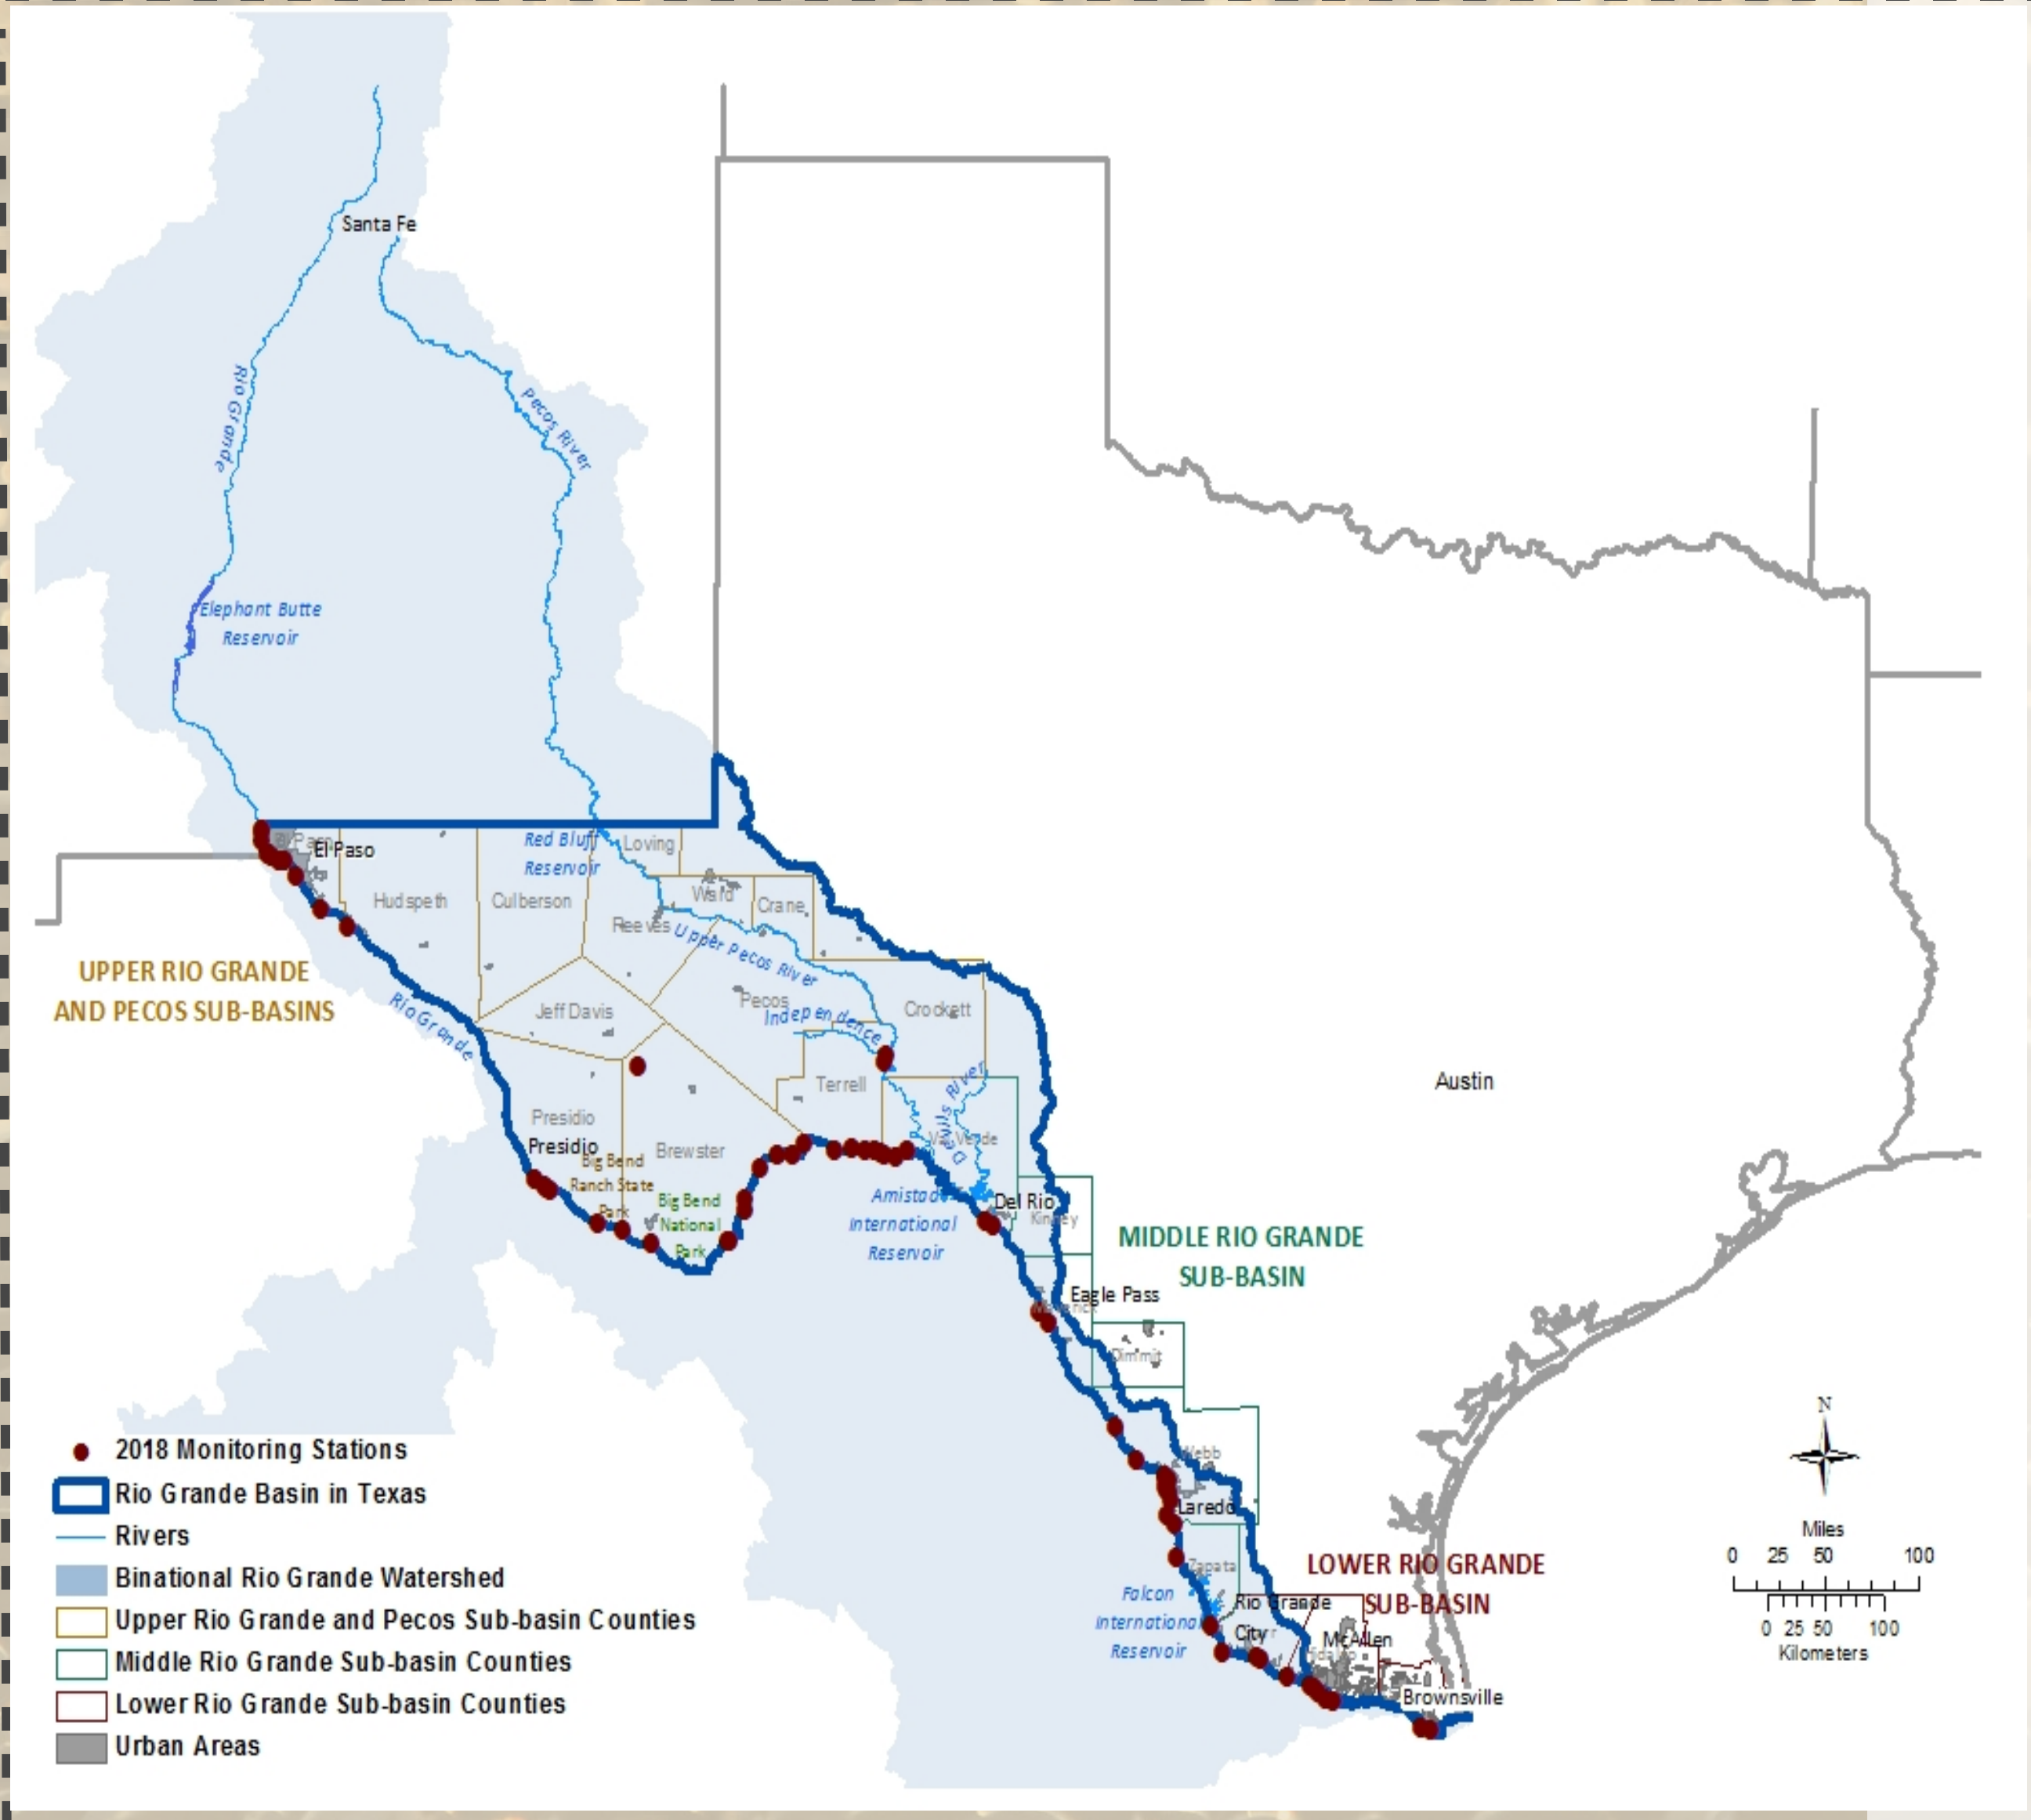 Santa Fe
Rio Grande
Pecos River
Elephant Butte
Reservoir
El Paso
Red Bluff
Reservoir
Loving
Hudspeth
Culberson
Ward
Crane
Reeves
Upper Pecos River
UPPER RIO GRANDE
AND PECOS SUB-BASINS
Rio Grande
Jeff Davis
Pecos
Independence
Crockett
Terrell
Devils River
Val Verde
Austin
Presidio
Presidio
Brewster
Big Bend
Ranch State
Park
Big Bend
National
Park
Amistad
International
Reservoir
Del Rio
Kinney
MIDDLE RIO GRANDE
SUB-BASIN
Eagle Pass
Maverick
Dimmit
Webb
Laredo
Zapata
Falcon
International
Reservoir
LOWER RIO GRANDE
SUB-BASIN
Rio Grande
City
McAllen
Hidalgo
Brownsville
N
Miles
0 25 50 100
0 25 50 100
Kilometers
2018 Monitoring Stations
Rio Grande Basin in Texas
Rivers
Binational Rio Grande Watershed
Upper Rio Grande and Pecos Sub-basin Counties
Middle Rio Grande Sub-basin Counties
Lower Rio Grande Sub-basin Counties
Urban Areas